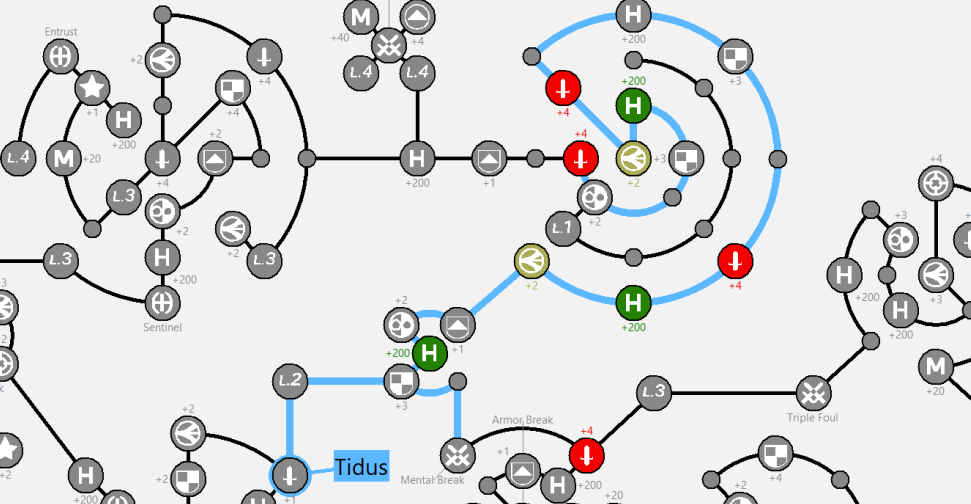 Entrust
M
+40
+4
H
+200
+2
+4
+3
+4
+1
H
+200
L.4
L.4
+4
+200
H
+2
L.4
M
+20
+4
H
+200
+1
+4
+2
+3
L.3
+2
L.1
+2
H
+200
+2
L.3
L.3
Sentinel
+2
+4
H
+200
+4
+3
H
+200
H
+200
+3
+2
+200
H
+1
L.2
+3
L.3
Triple Foul
M
+20
Armor Break
+4
Mental Break
+1
H
+200
+20
+2
Tidus
+2
H
+200
+4
+2
+4